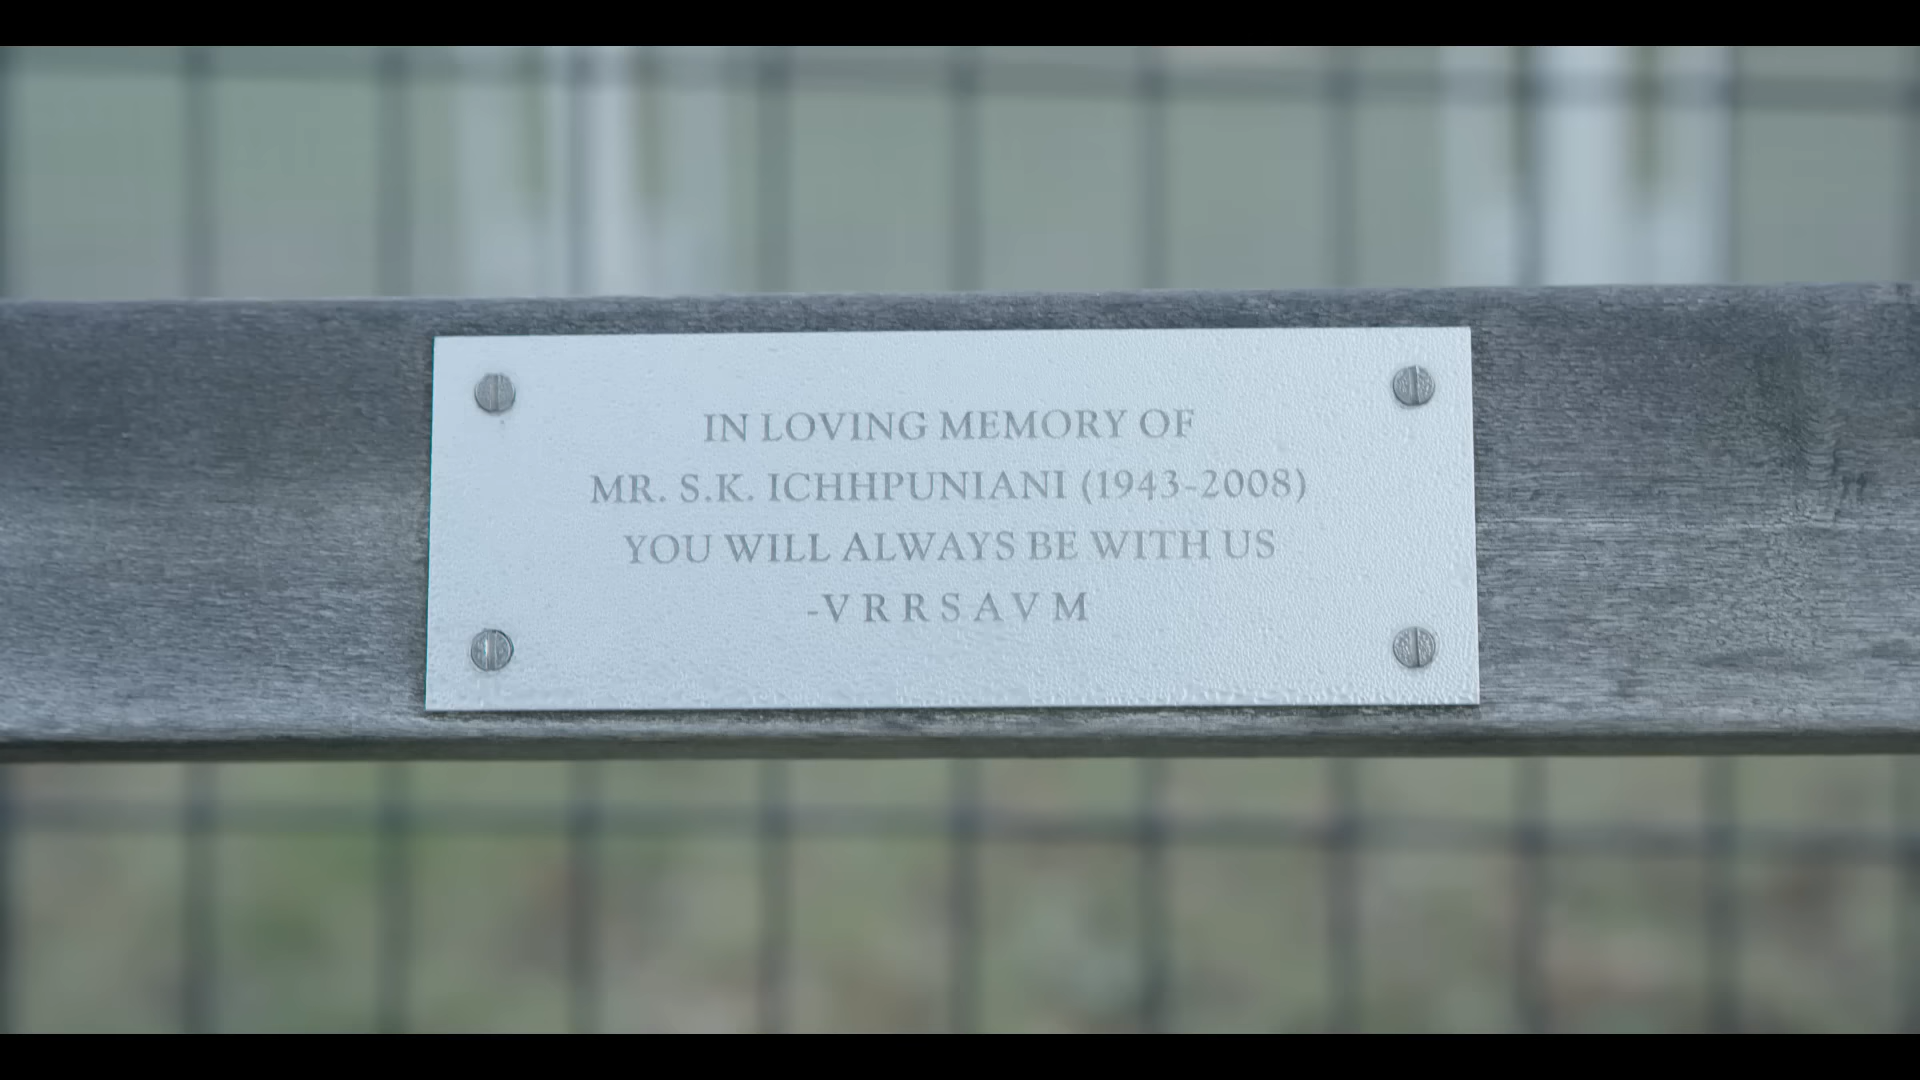 IN LOVING MEMORY OF
MR. S.K. ICHHPUNIANI (1943-2008)
YOU WILL ALWAYS BE WITH US
-V R R S A V M